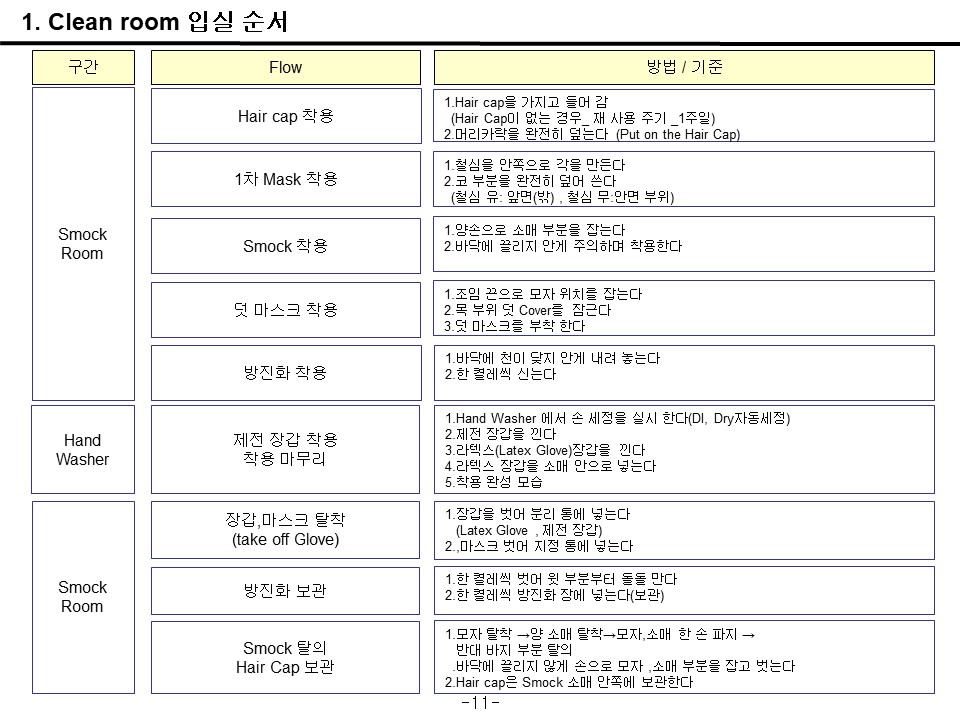 1. Clean room 입실 순서
구간
Flow
방법 / 기준
Smock
Room
Hair cap 착용
1.Hair cap을 가지고 들어 감
(Hair Cap이 없는 경우_ 재 사용 주기 _1주일)
2.머리카락을 완전히 덮는다 (Put on the Hair Cap)
1차 Mask 착용
1.철심을 안쪽으로 각을 만든다
2.코 부분을 완전히 덮어 쓴다
(철심 유: 앞면(밖) , 철심 무:안면 부위)
Smock 착용
1.양손으로 소매 부분을 잡는다
2.바닥에 끌리지 안게 주의하며 착용한다
덧 마스크 착용
1.조임 끈으로 모자 위치를 잡는다
2.목 부위 덧 Cover을 잠근다
3.덧 마스크를 부착 한다
방진화 착용
1.바닥에 천이 닿지 안게 내려 놓는다
2.한 켤레씩 신는다
Hand
Washer
제전 장갑 착용
착용 마무리
1.Hand Washer 에서 손 세정을 실시 한다(DI, Dry자동세정)
2.제전 장갑을 낀다
3.라텍스(Latex Glove)장갑을 낀다
4.라텍스 장갑을 소매 안으로 넣는다
5.착용 완성 모습
Smock
Room
장갑,마스크 탈착
(take off Glove)
1.장갑을 벗어 분리 통에 넣는다
(Latex Glove , 제전 장갑)
2.,마스크 벗어 지정 통에 넣는다
방진화 보관
1.한 켤레씩 벗어 윗 부분부터 돌돌 만다
2.한 켤레씩 방진화 장에 넣는다(보관)
Smock 탈의
Hair Cap 보관
1.모자 탈착 →양 소매 탈착→모자,소매 한 손 파지 →
반대 바지 부분 탈의
.바닥에 끌리지 않게 손으로 모자 ,소매 부분을 잡고 벗는다
2.Hair cap은 Smock 소매 안쪽에 보관한다
-11-